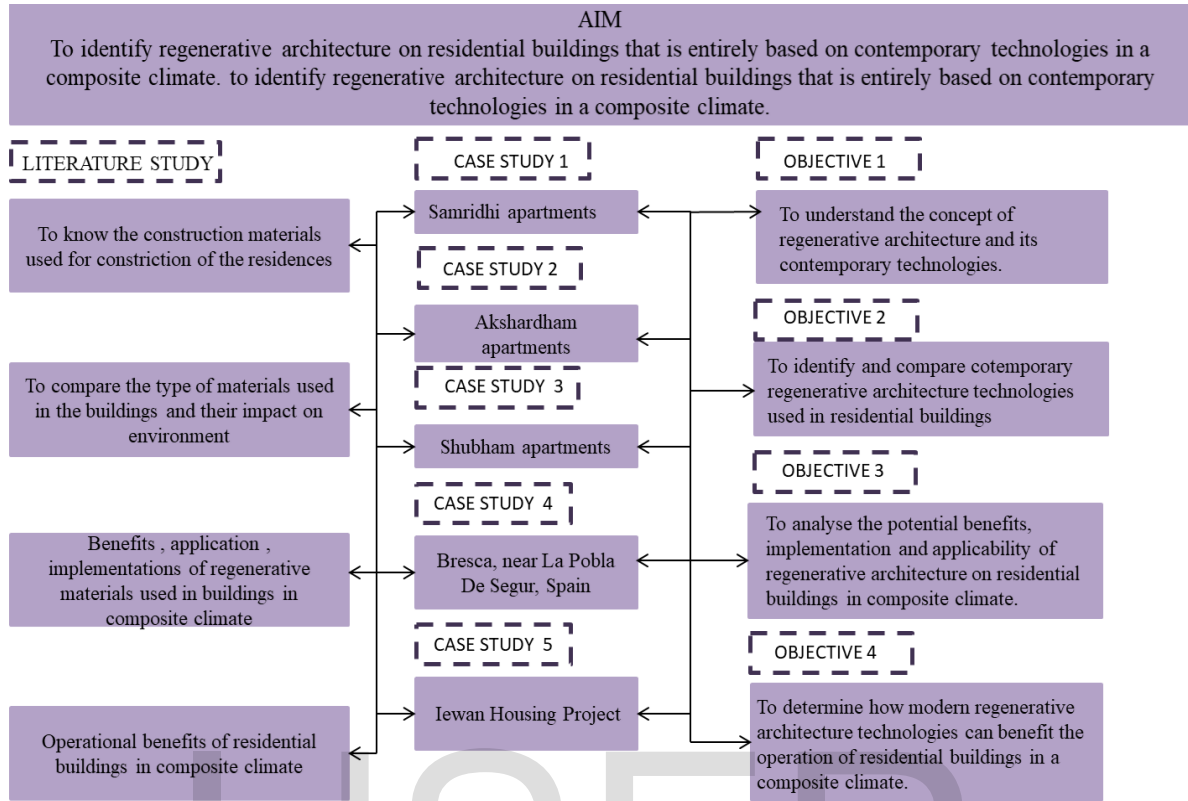 AIM
To identify regenerative architecture on residential buildings that is entirely based on contemporary technologies in a
composite climate. to identify regenerative architecture on residential buildings that is entirely based on contemporary
technologies in a composite climate.
LITERATURE STUDY
To know the construction materials
used for constriction of the residences
To compare the type of materials used
in the buildings and their impact on
environment
Benefits , application ,
implementations of regenerative
materials used in buildings in
composite climate
Operational benefits of residential
buildings in composite climate
CASE STUDY 1
Samridhi apartments
CASE STUDY 2
Akshardham
apartments
CASE STUDY 3
Shubham apartments
CASE STUDY 4
Bresca, near La Pobla
De Segur, Spain
CASE STUDY 5
Iewan Housing Project
OBJECTIVE 1
To understand the concept of
regenerative architecture and its
contemporary technologies.
OBJECTIVE 2
To identify and compare cotemporary
regenerative architecture technologies
used in residential buildings
OBJECTIVE 3
To analyse the potential benefits,
implementation and applicability of
regenerative architecture on residential
buildings in composite climate.
OBJECTIVE 4
To determine how modern regenerative
architecture technologies can benefit the
operation of residential buildings in a
composite climate.